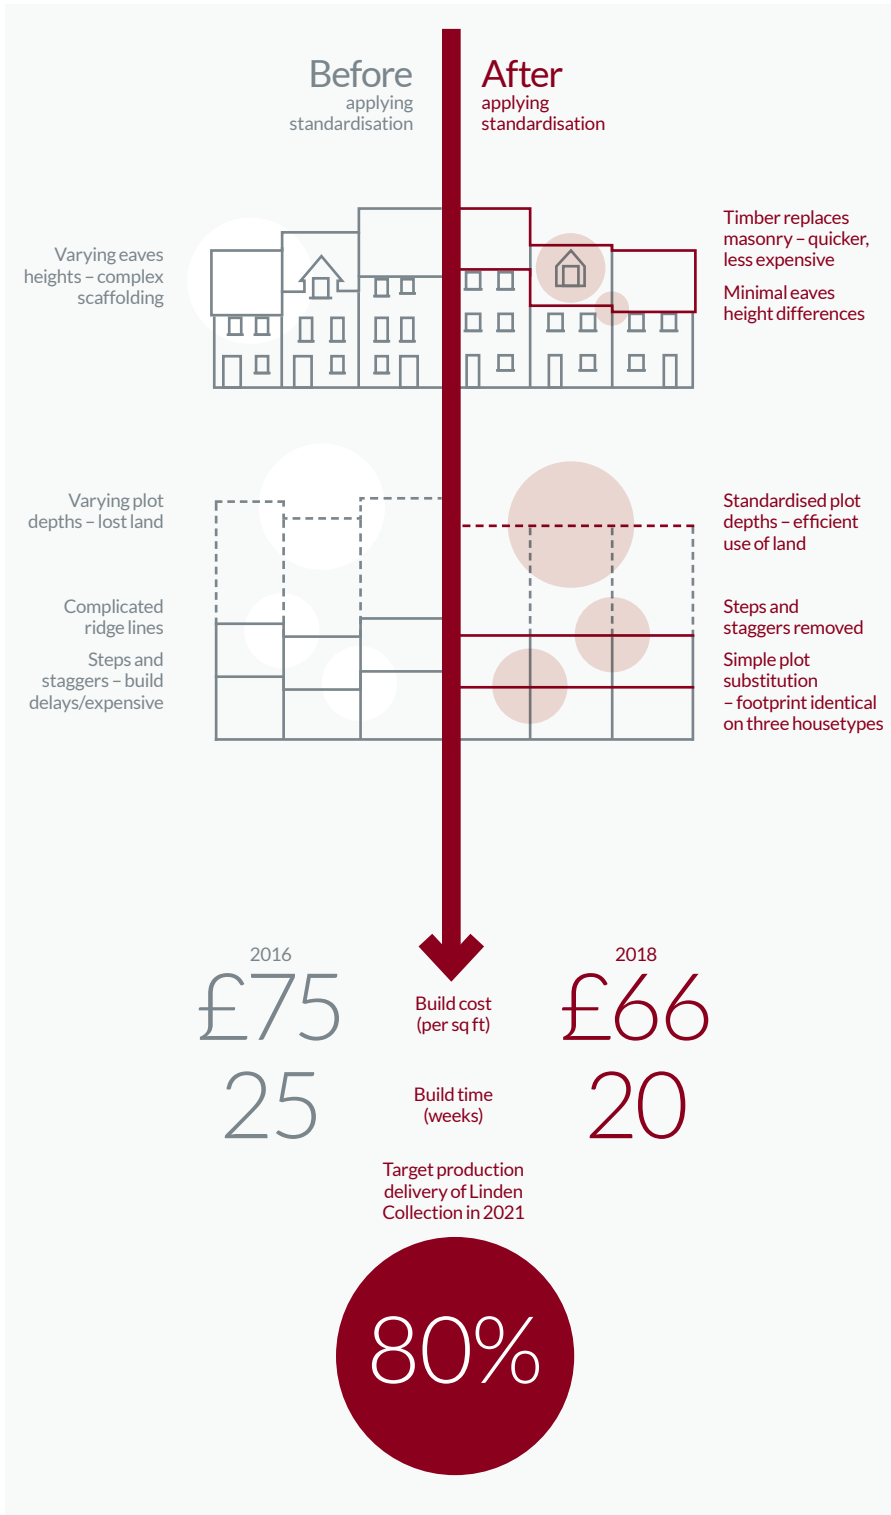 Before
applying
standardisation
After
applying
standardisation
Varying eaves
heights – complex
scaffolding
Timber replaces
masonry – quicker,
less expensive
Minimal eaves
height differences
Varying plot
depths – lost land
Standardised plot
depths – efficient
use of land
Complicated
ridge lines
Steps and
staggers – build
delays/expensive
Steps and
staggers removed
Simple plot
substitution
– footprint identical
on three housetypes
2016
£75
Build cost
(per sq ft)
2018
£66
25
Build time
(weeks)
20
Target production
delivery of Linden
Collection in 2021
80%